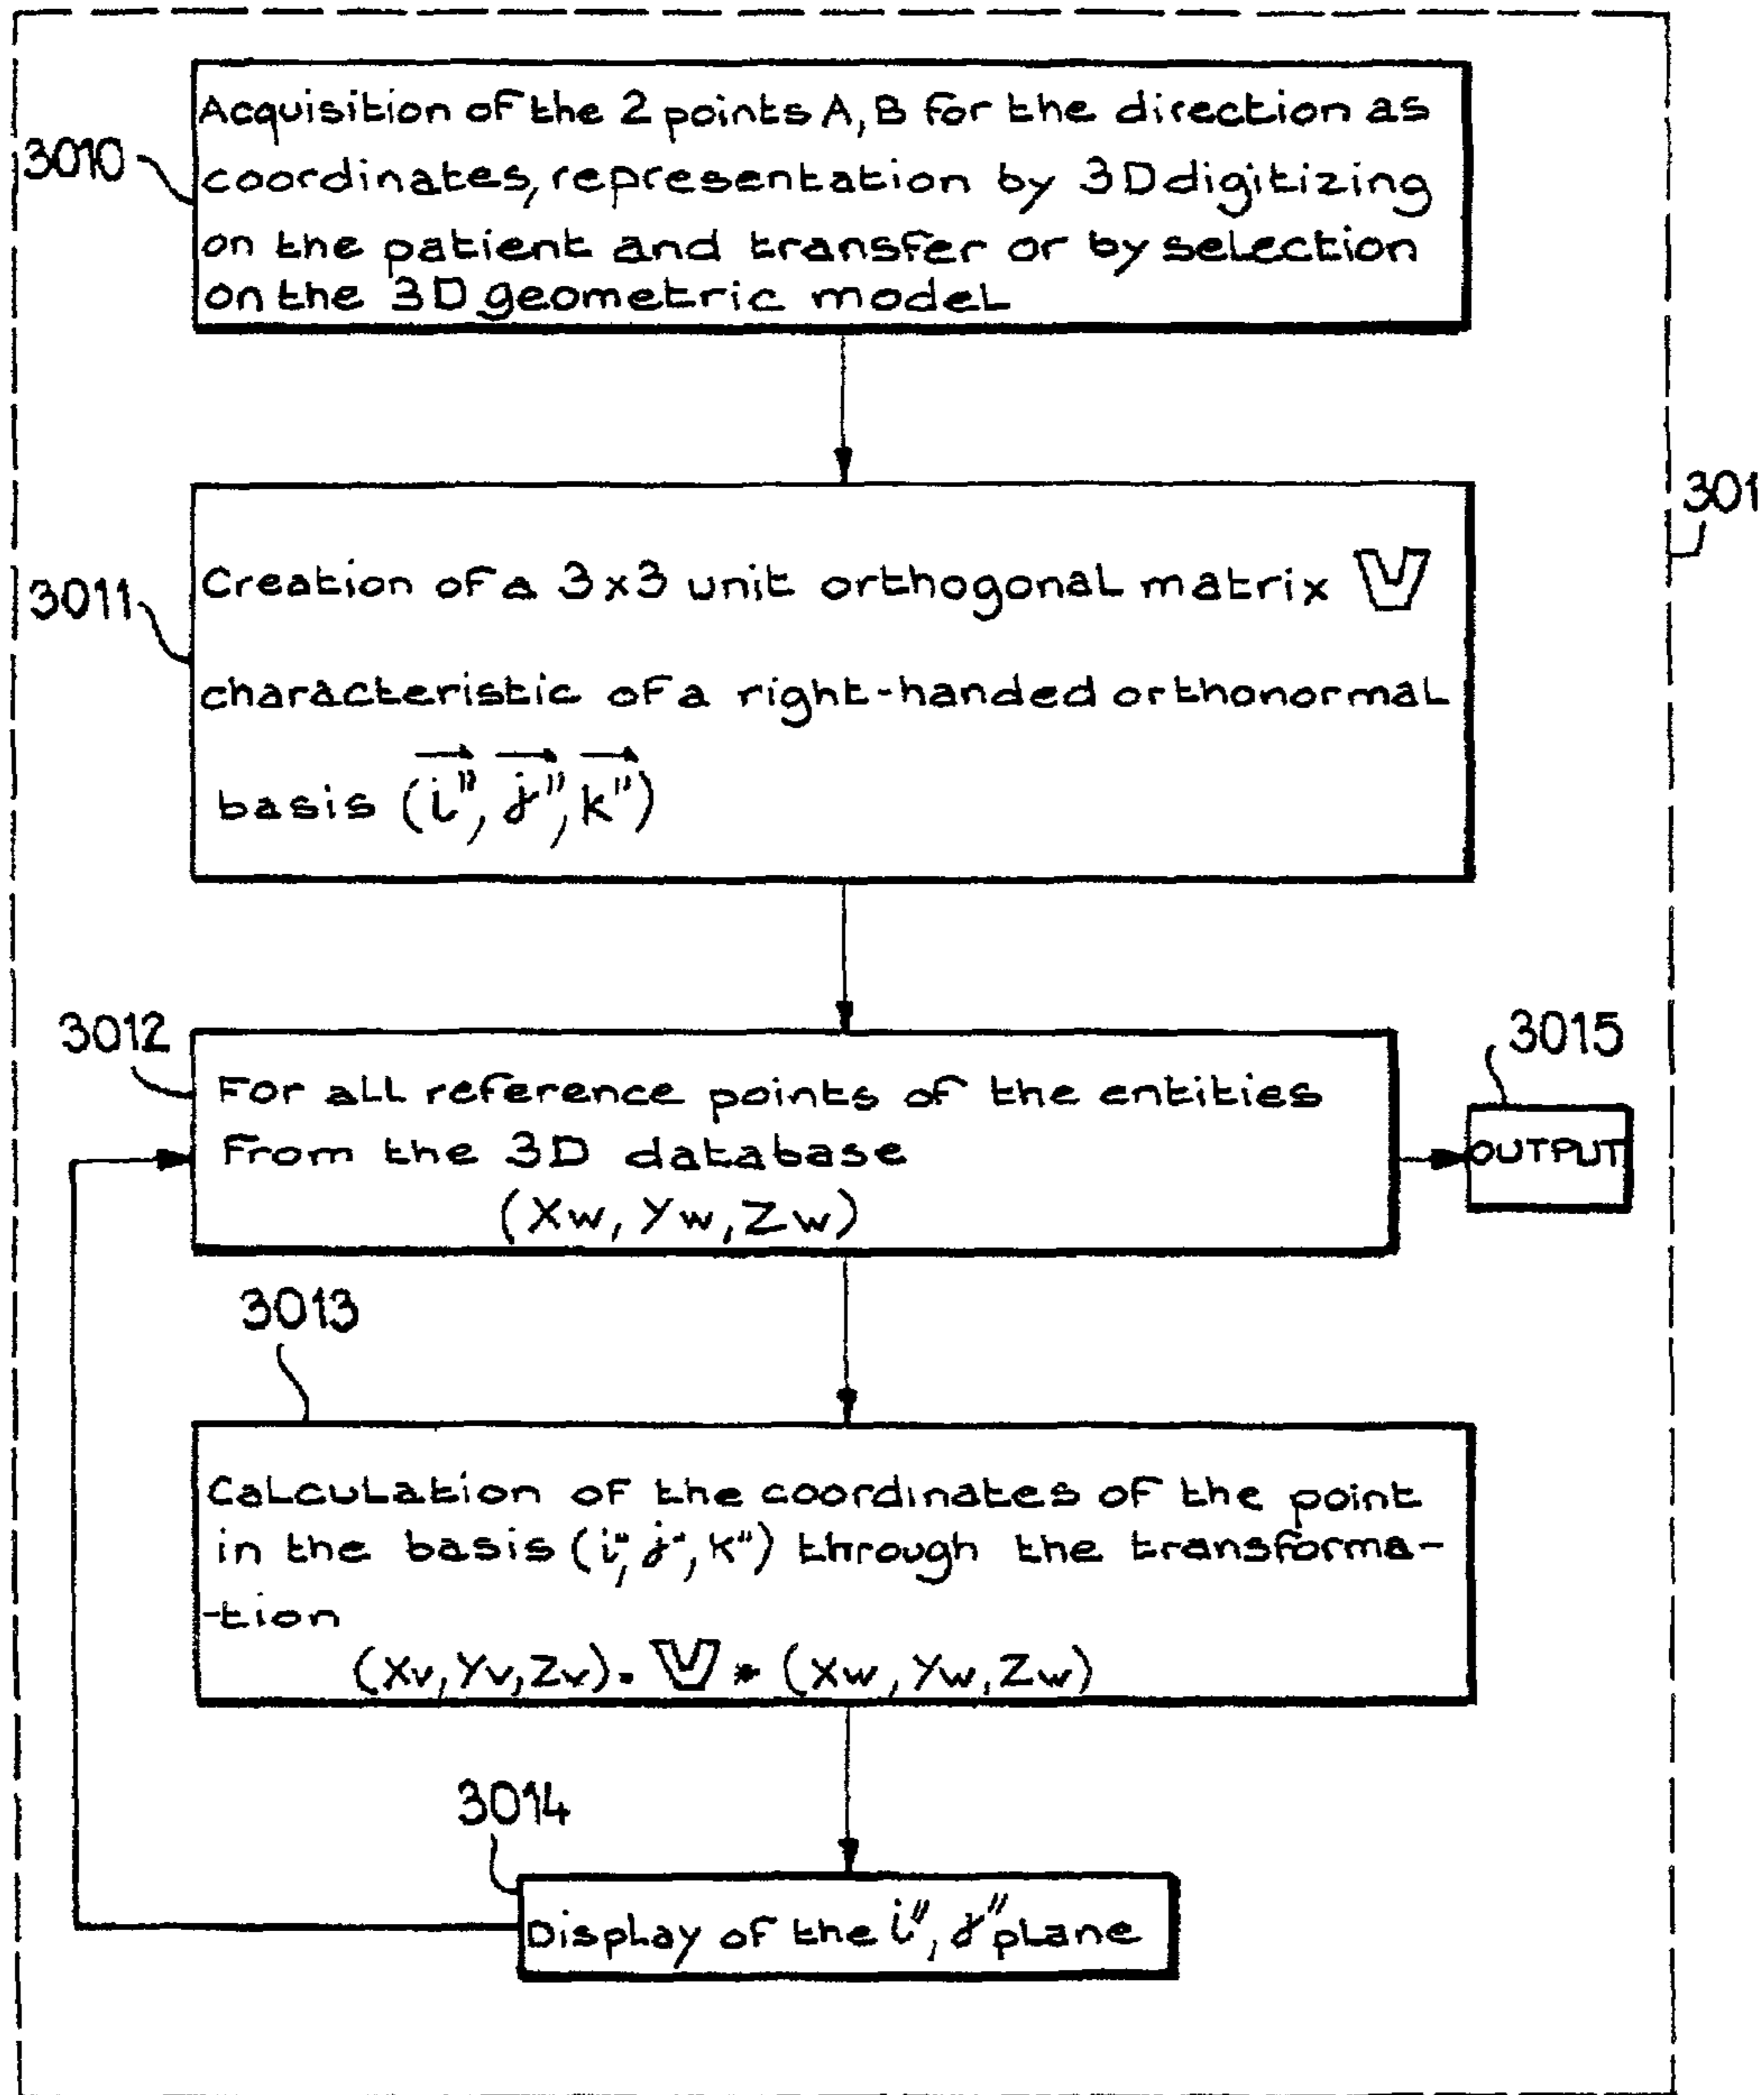 3010
Acquisition of the 2 points A, B for the direction as
coordinates, representation by 3D digitizing
on the patient and transfer or by selection
on the 3D geometric model
301
3011
Creation of a 3x3 unit orthogonal matrix V
characteristic of a right-handed orthonormal
basis (i", j", k")
3012
For all reference points of the entities
from the 3D database
(Xw, Yw, Zw)
3015
OUTPUT
3013
Calculation of the coordinates of the point
in the basis (i", j", k") through the transforma-
-tion
(Xv, Yv, Zv) = V * (Xw, Yw, Zw)
3014
Display of the i", j" plane